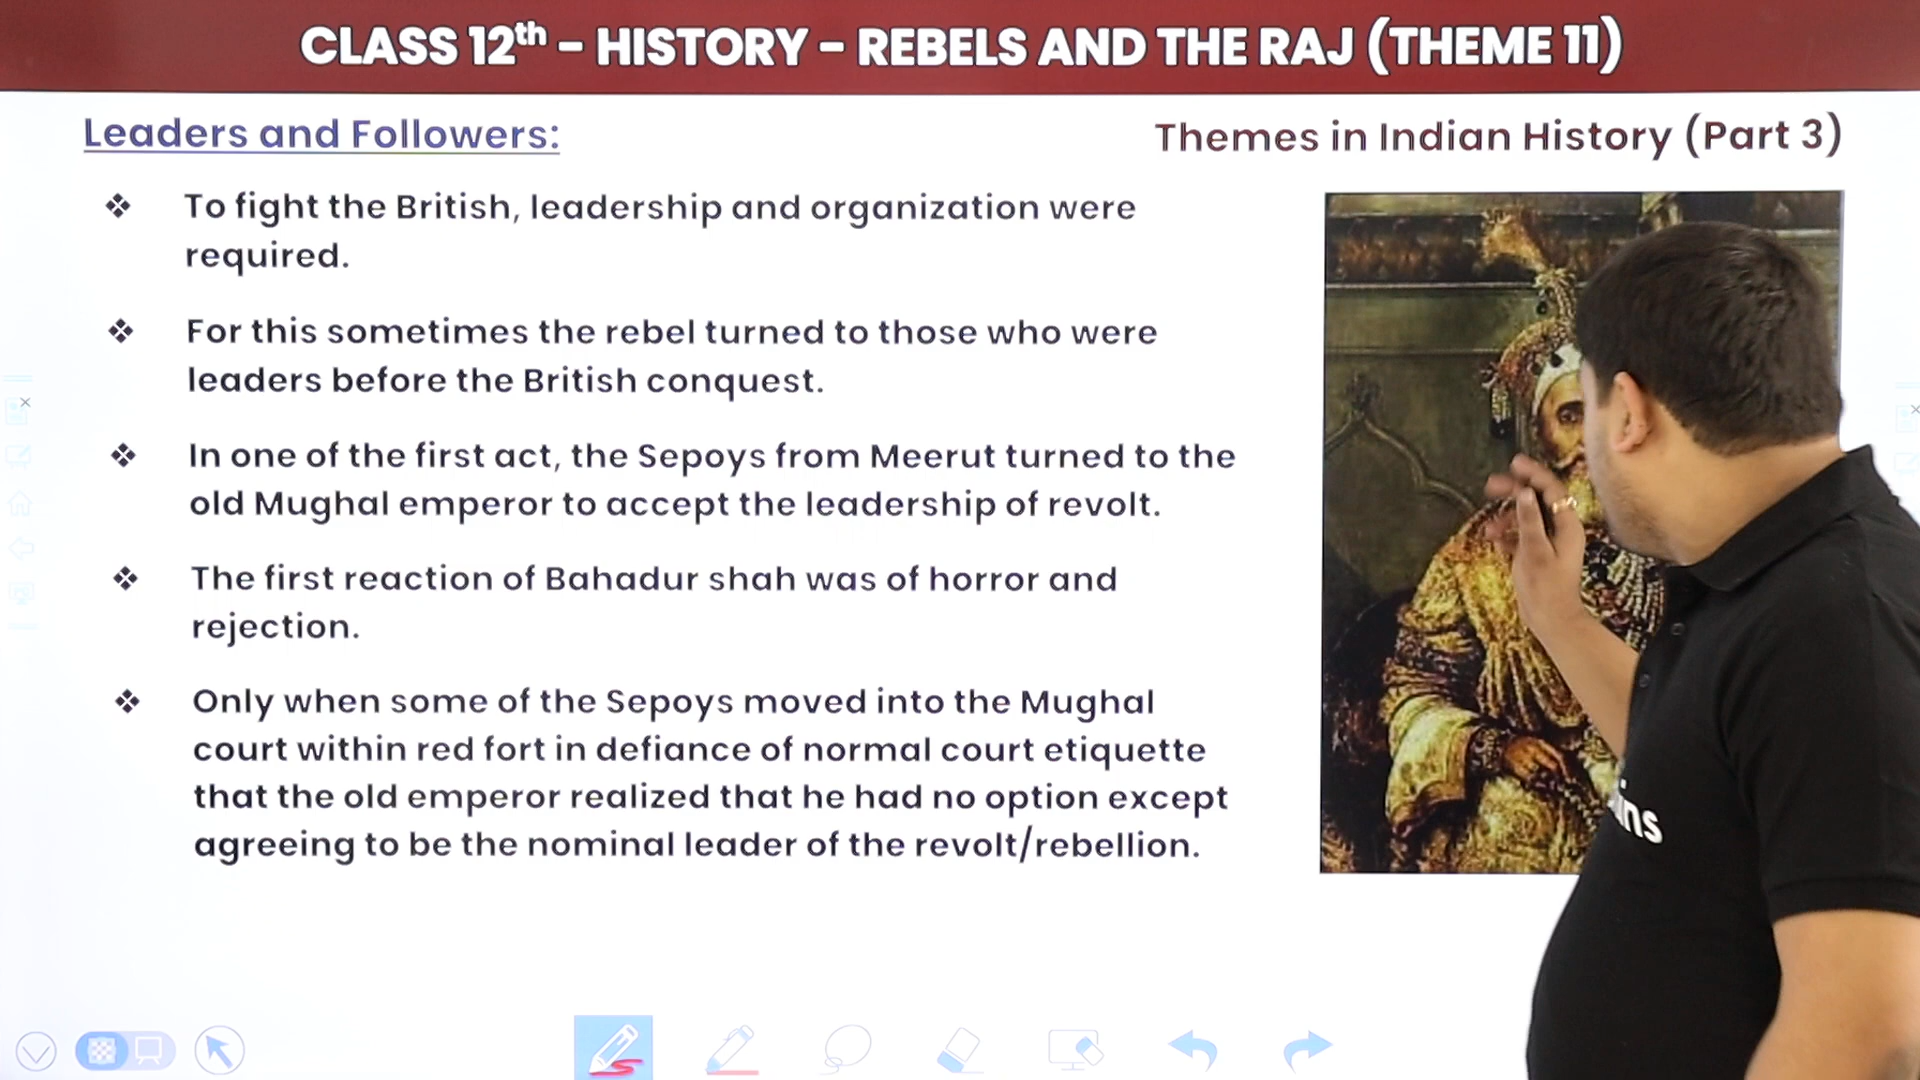 CLASS 12th – HISTORY – REBELS AND THE RAJ (THEME 11)
Leaders and Followers:
Themes in Indian History (Part 3)
❖ To fight the British, leadership and organization were
required.
❖ For this sometimes the rebel turned to those who were
leaders before the British conquest.
❖ In one of the first act, the Sepoys from Meerut turned to the
old Mughal emperor to accept the leadership of revolt.
❖ The first reaction of Bahadur shah was of horror and
rejection.
❖ Only when some of the Sepoys moved into the Mughal
court within red fort in defiance of normal court etiquette
that the old emperor realized that he had no option except
agreeing to be the nominal leader of the revolt/rebellion.